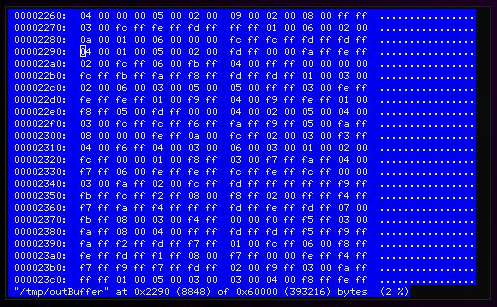 00002260: 04 00 00 00 05 00 02 00 09 00 02 00 08 00 ff ff ................
00002270: 03 00 fc ff fe ff fd ff ff ff 01 00 06 00 02 00 ................
00002280: 0a 00 01 00 06 00 00 00 fc ff fc ff fd ff fd ff ................
00002290: 04 00 01 00 05 00 02 00 fd ff 00 00 fa ff fe ff ................
000022a0: 02 00 fc ff 06 00 fb ff 04 00 ff ff 00 00 00 00 ................
000022b0: fc ff fb ff fa ff f8 ff fd ff fd ff 01 00 03 00 ................
000022c0: 02 00 06 00 03 00 05 00 05 00 ff ff 03 00 fe ff ................
000022d0: fe ff fe ff 01 00 f9 ff 04 00 f9 ff fe ff 01 00 ................
000022e0: f8 ff 05 00 fd ff 00 00 04 00 02 00 05 00 04 00 ................
000022f0: 03 00 fc ff fc ff f6 ff fa ff f9 ff 05 00 fa ff ................
00002300: 08 00 00 00 fe ff 0a 00 fc ff 02 00 03 00 f3 ff ................
00002310: 04 00 f6 ff 04 00 03 00 06 00 03 00 01 00 02 00 ................
00002320: fc ff 00 00 01 00 f8 ff 03 00 f7 ff fa ff 04 00 ................
00002330: f7 ff 06 00 fe ff fe ff fc ff fe ff fc ff 00 00 ................
00002340: 03 00 fa ff 02 00 fc ff fd ff ff ff ff ff f9 ff ................
00002350: fb ff fc ff f2 ff 08 00 f8 ff 02 00 ff ff f4 ff ................
00002360: f7 ff fa ff f4 ff ff ff fd ff fe ff fd ff 07 00 ................
00002370: fb ff 08 00 03 00 f4 ff 00 00 f0 ff f5 ff 03 00 ................
00002380: fa ff 08 00 04 00 ff ff fd ff 04 00 f5 ff f9 ff ................
00002390: fa ff f2 ff fd ff f7 ff 01 00 fc ff 06 00 f8 ff ................
000023a0: fe ff fd ff f1 ff 08 00 f7 ff 00 00 fe ff f4 ff ................
000023b0: f7 ff f9 ff f7 ff fd ff 02 00 f9 ff 03 00 fa ff ................
000023c0: ff ff 01 00 05 00 03 00 03 00 04 00 f8 ff fe ff ................
"/tmp/outBuffer" at 0x2290 (8848) of 0x60000 (393216) bytes (2 %)